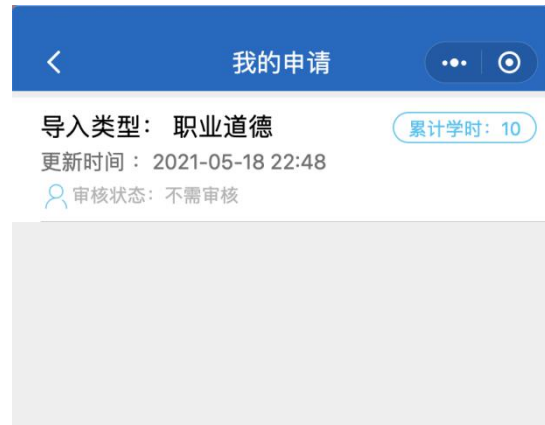 我的申请
导入类型： 职业道德
累计学时：10
更新时间：2021-05-18 22:48
审核状态：不需审核